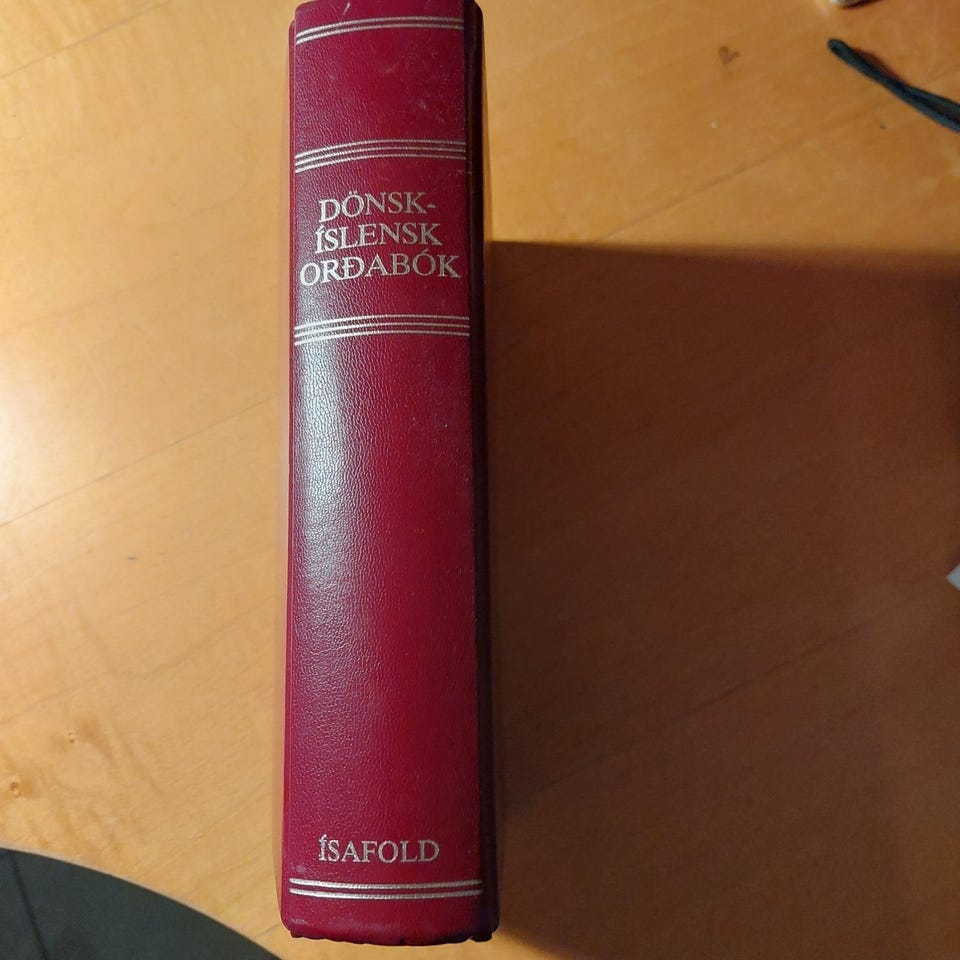 DÖNSK-
ÍSLENSK
ORÐABÓK
ÍSAFOLD